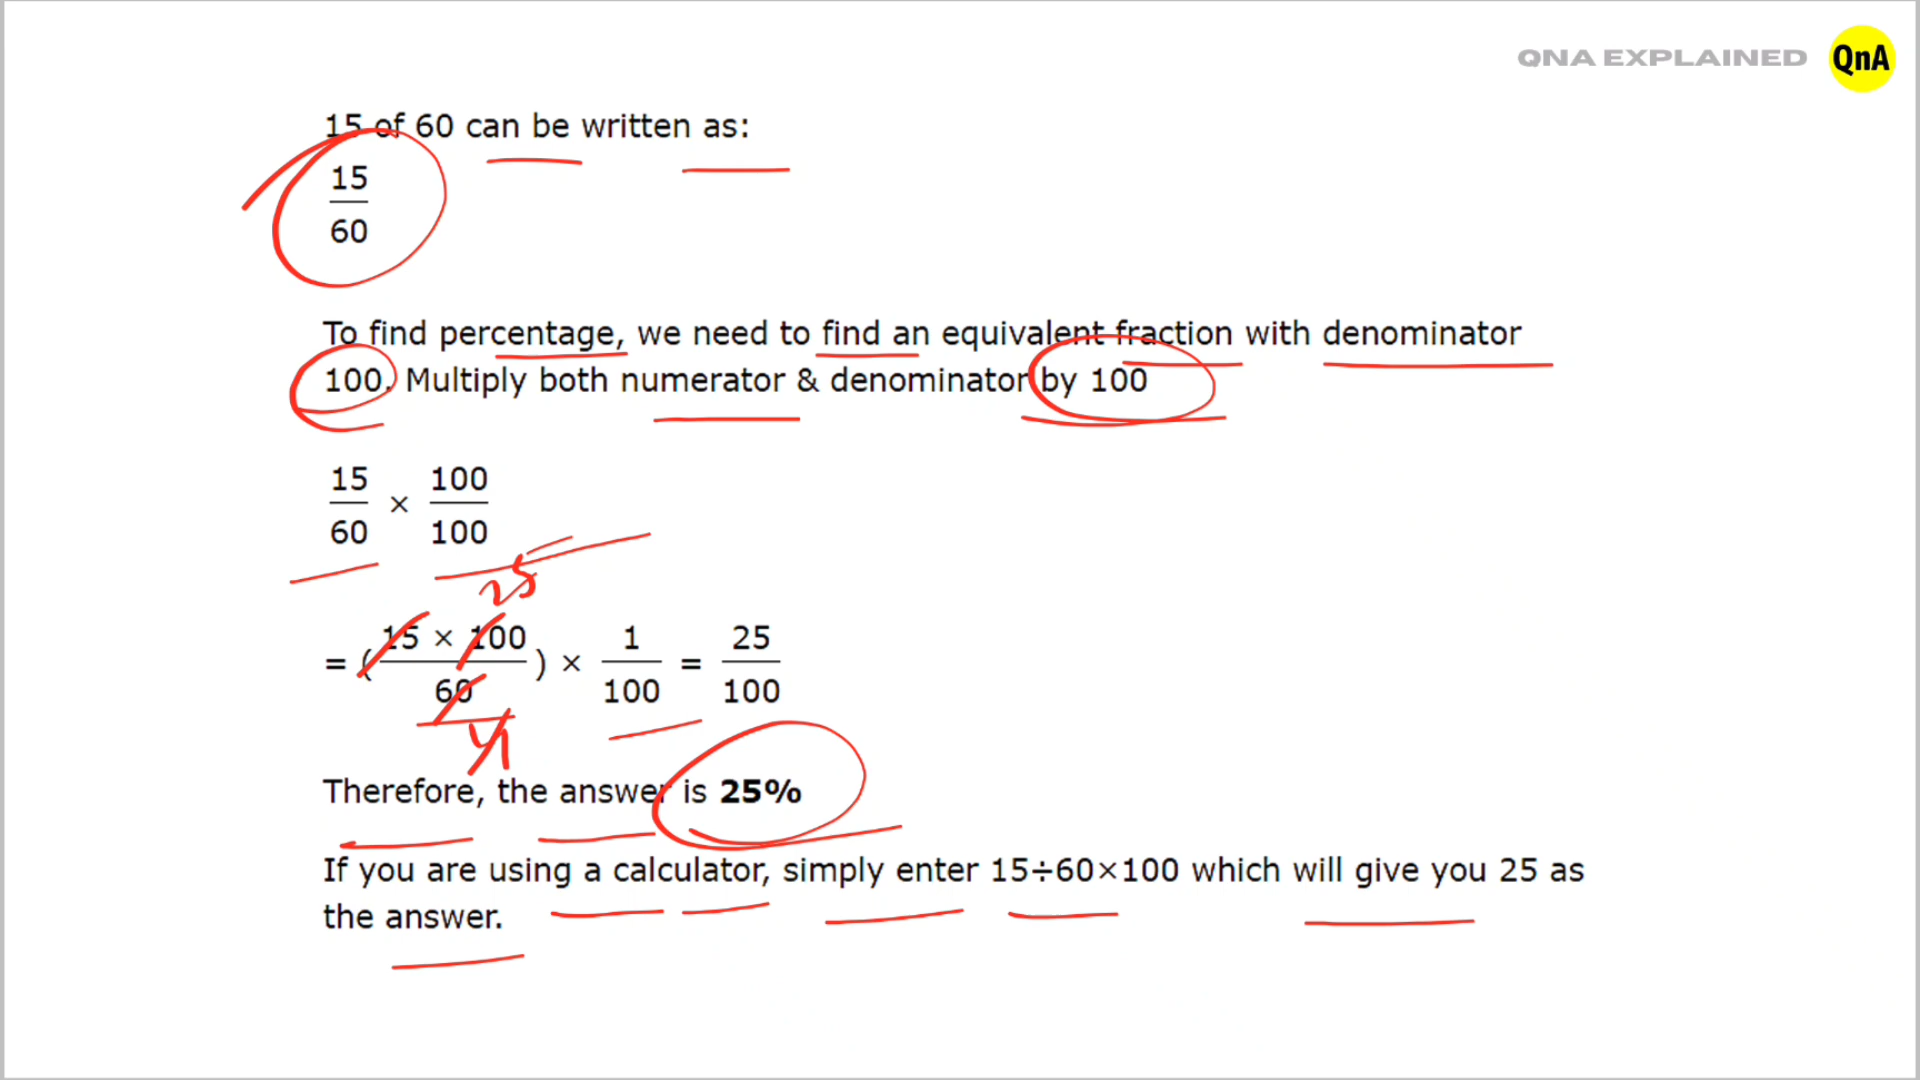 QNA EXPLAINED QnA
15 of 60 can be written as:
15
60
To find percentage, we need to find an equivalent fraction with denominator
100. Multiply both numerator & denominator by 100
15 × 100
60 100
25
= (15 × 100 / 60) × 1 / 100 = 25 / 100
4
1
Therefore, the answer is 25%
If you are using a calculator, simply enter 15÷60×100 which will give you 25 as
the answer.